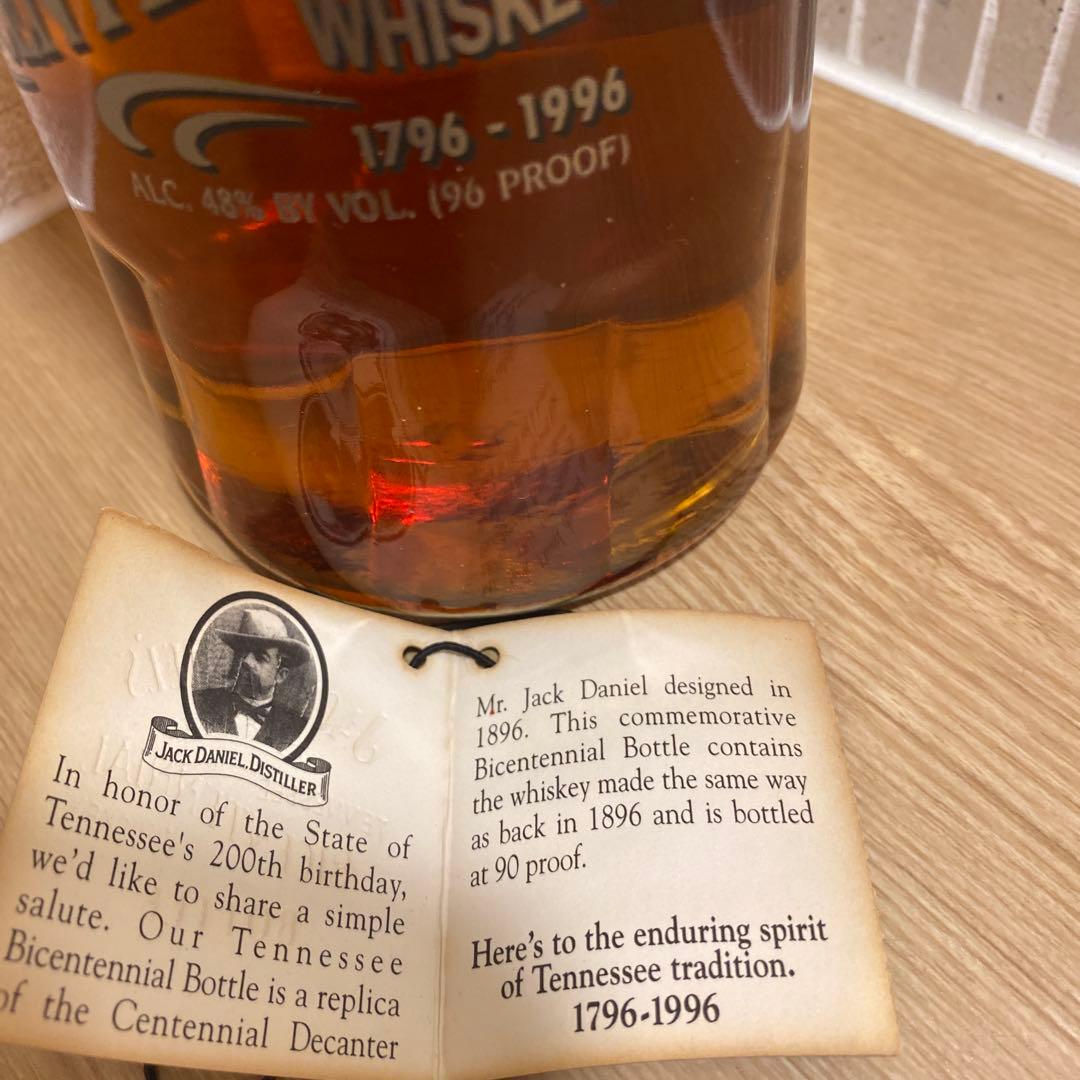 WHISKEY
1796 - 1996
ALC. 48% BY VOL. (96 PROOF)
JACK DANIEL, DISTILLER
In honor of the State of
Tennessee's 200th birthday,
we'd like to share a simple
salute. Our Tennessee
Bicentennial Bottle is a replica
of the Centennial Decanter
Mr. Jack Daniel designed in
1896. This commemorative
Bicentennial Bottle contains
the whiskey made the same way
as back in 1896 and is bottled
at 90 proof.
Here's to the enduring spirit
of Tennessee tradition.
1796-1996